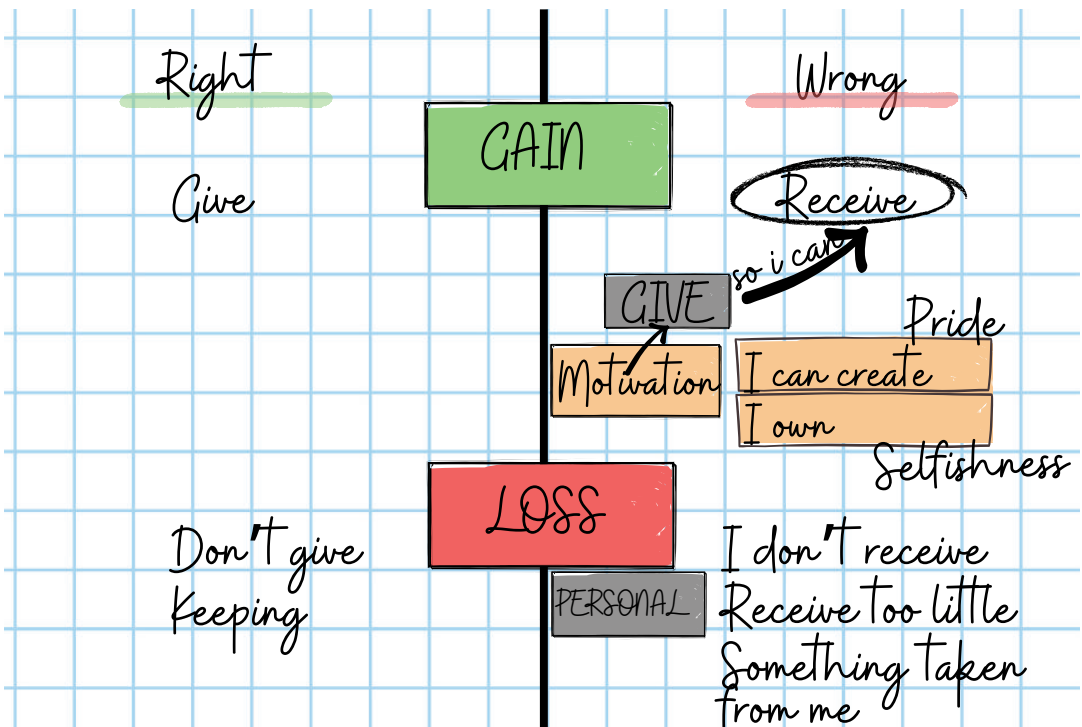 Right
Wrong
GAIN
Give
Receive
so i can
GIVE
Pride
Motivation
I can create
I own
Selfishness
LOSS
Don't give
Keeping
PERSONAL
I don't receive
Receive too little
Something taken
from me